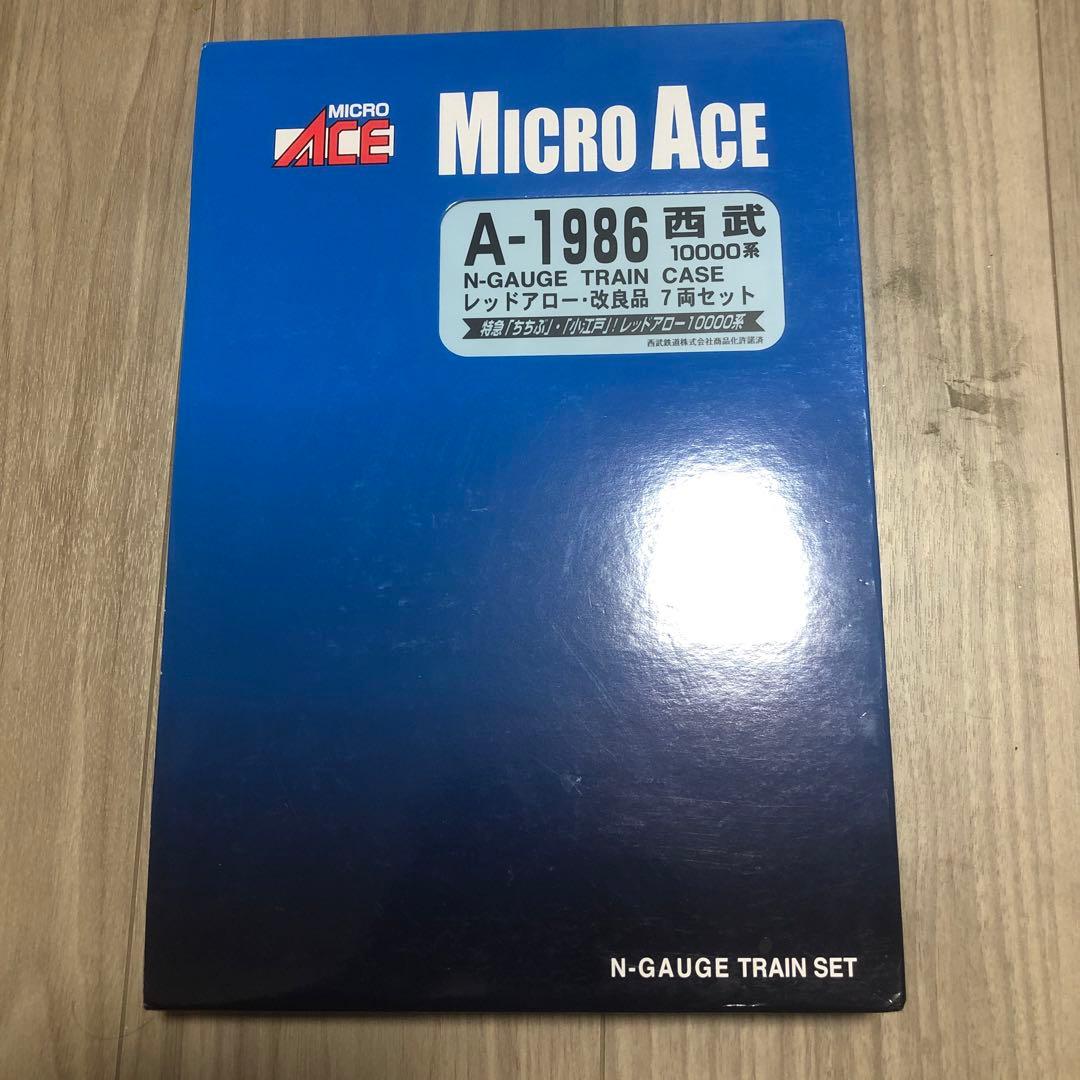 MICRO
ACE
MICRO ACE
A-1986 西武
10000系
N-GAUGE TRAIN CASE
レッドアロー・改良品 7両セット
特急「ちちぶ」・「小江戸」!レッドアロー10000系
西武鉄道株式会社商品化許諾済
N-GAUGE TRAIN SET